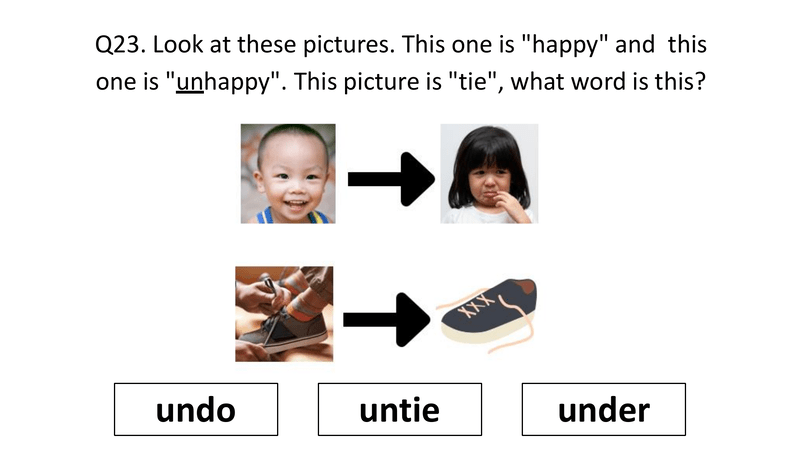 Q23. Look at these pictures. This one is "happy" and  this
one is "unhappy". This picture is "tie", what word is this?
undo
untie
under